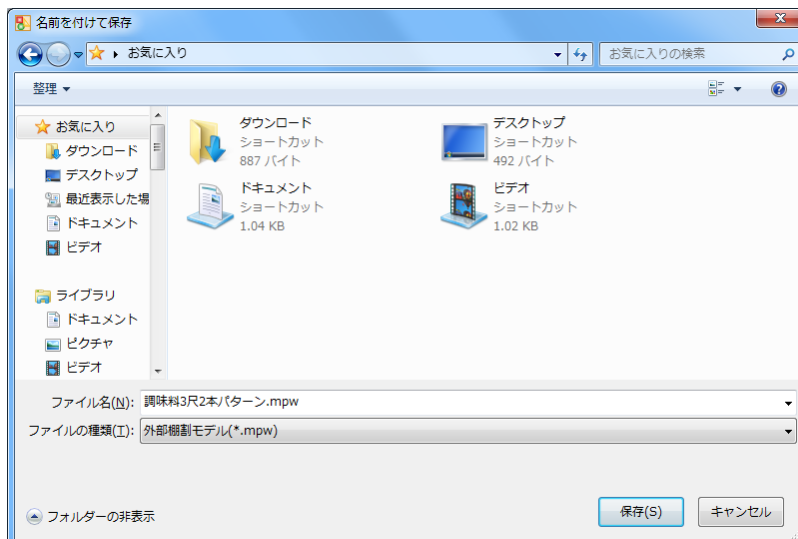 名前を付けて保存
お気に入り
お気に入りの検索
整理
お気に入り
ダウンロード
デスクトップ
最近表示した場
ドキュメント
ビデオ
ライブラリ
ドキュメント
ピクチャ
ビデオ
ダウンロード
ショートカット
887 バイト
デスクトップ
ショートカット
492 バイト
ドキュメント
ショートカット
1.04 KB
ビデオ
ショートカット
1.02 KB
ファイル名(N): 調味料3尺2本パターン.mpw
ファイルの種類(T): 外部棚割モデル(*.mpw)
フォルダーの非表示
保存(S)
キャンセル